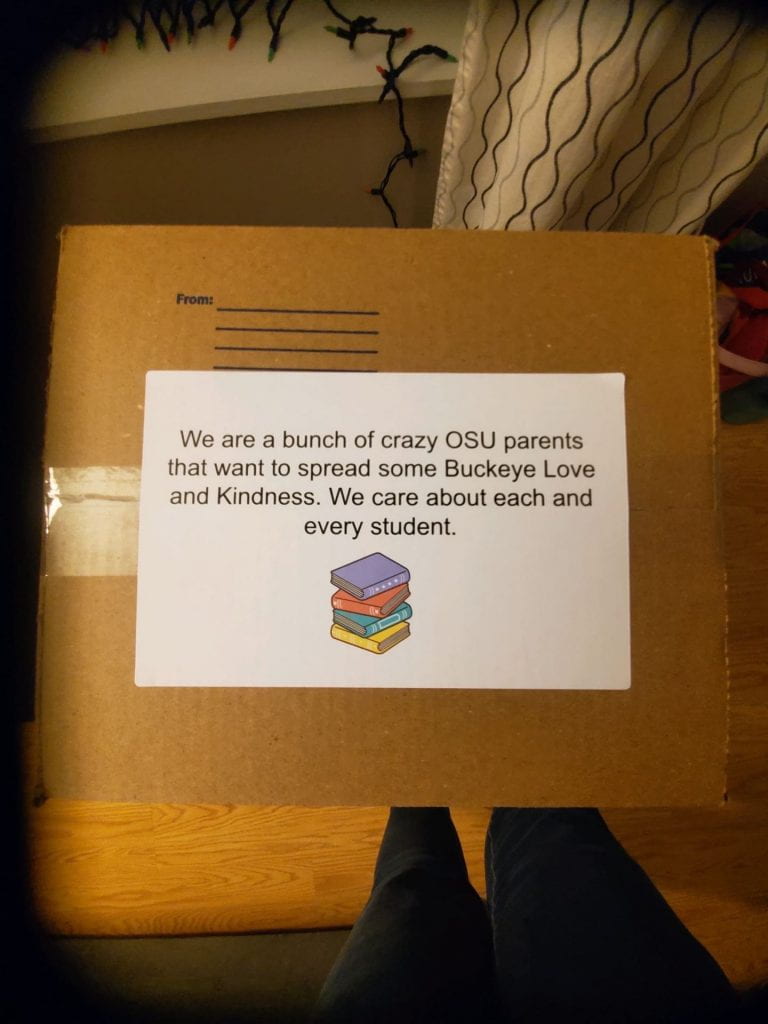 From:
We are a bunch of crazy OSU parents
that want to spread some Buckeye Love
and Kindness. We care about each and
every student.